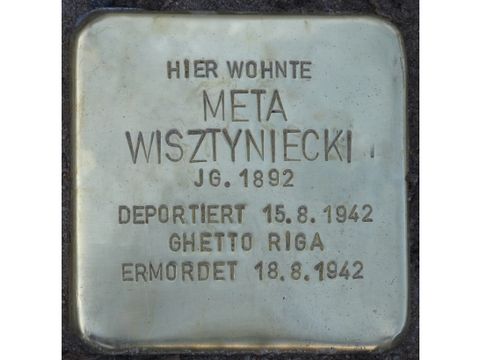 HIER WOHNTE
META
WISZTYNIECKI
JG. 1892
DEPORTIERT 15.8.1942
GHETTO RIGA
ERMORDET 18.8.1942